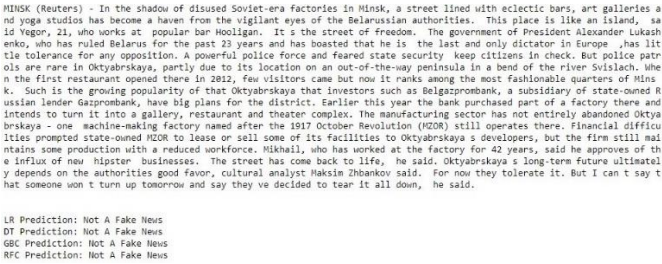 MINSK (Reuters) - In the shadow of disused Soviet-era factories in Minsk, a street lined with eclectic bars, art galleries a
nd yoga studios has become a haven from the vigilant eyes of the Belarussian authorities.  This place is like an island,  sa
id Yegor, 21, who works at  popular bar Hooligan.  It s the street of freedom.  The government of President Alexander Lukash
enko, who has ruled Belarus for the past 23 years and has boasted that he is  the last and only dictator in Europe  ,has lit
tle tolerance for any opposition. A powerful police force and feared state security  keep citizens in check. But police patr
ols are rare in Oktyabrskaya, partly due to its location on an out-of-the-way peninsula in a bend of the river Svislach. Whe
n the first restaurant opened there in 2012, few visitors came but now it ranks among the most fashionable quarters of Mins
k.  Such is the growing popularity of that Oktyabrskaya that investors such as Belgazprombank, a subsidiary of state-owned R
ussian lender Gazprombank, have big plans for the district. Earlier this year the bank purchased part of a factory there and
intends to turn it into a gallery, restaurant and theater complex. The manufacturing sector has not entirely abandoned Oktya
brskaya - one  machine-making factory named after the 1917 October Revolution (MZOR) still operates there. Financial difficu
lties prompted state-owned MZOR to lease or sell some of its facilities to Oktyabrskaya s developers, but the firm still mai
ntains some production with a reduced workforce. Mikhail, who has worked at the factory for 42 years, said he approves of th
e influx of new  hipster  businesses.  The street has come back to life,  he said. Oktyabrskaya s long-term future ultimatel
y depends on the authorities good favor, cultural analyst Maksim Zhbankov said.  For now they tolerate it. But I can t say t
hat someone won t turn up tomorrow and say they ve decided to tear it all down,  he said.
LR Prediction: Not A Fake News
DT Prediction: Not A Fake News
GBC Prediction: Not A Fake News
RFC Prediction: Not A Fake News